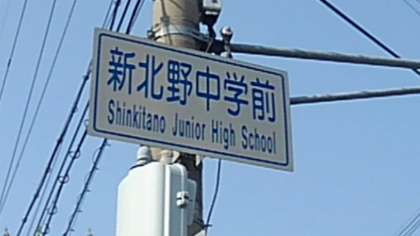 新北野中学前
Shinkitano Junior High School